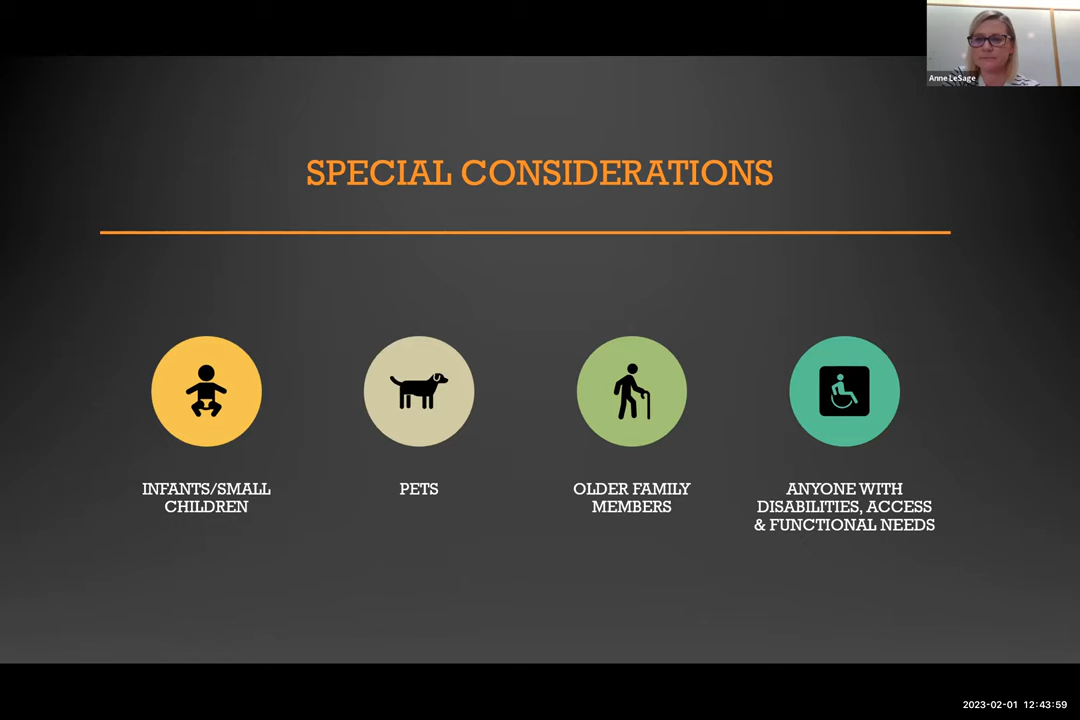 Anne LeSage
SPECIAL CONSIDERATIONS
INFANTS/SMALL
CHILDREN
PETS
OLDER FAMILY
MEMBERS
ANYONE WITH
DISABILITIES, ACCESS
& FUNCTIONAL NEEDS
2023-02-01 12:43:59